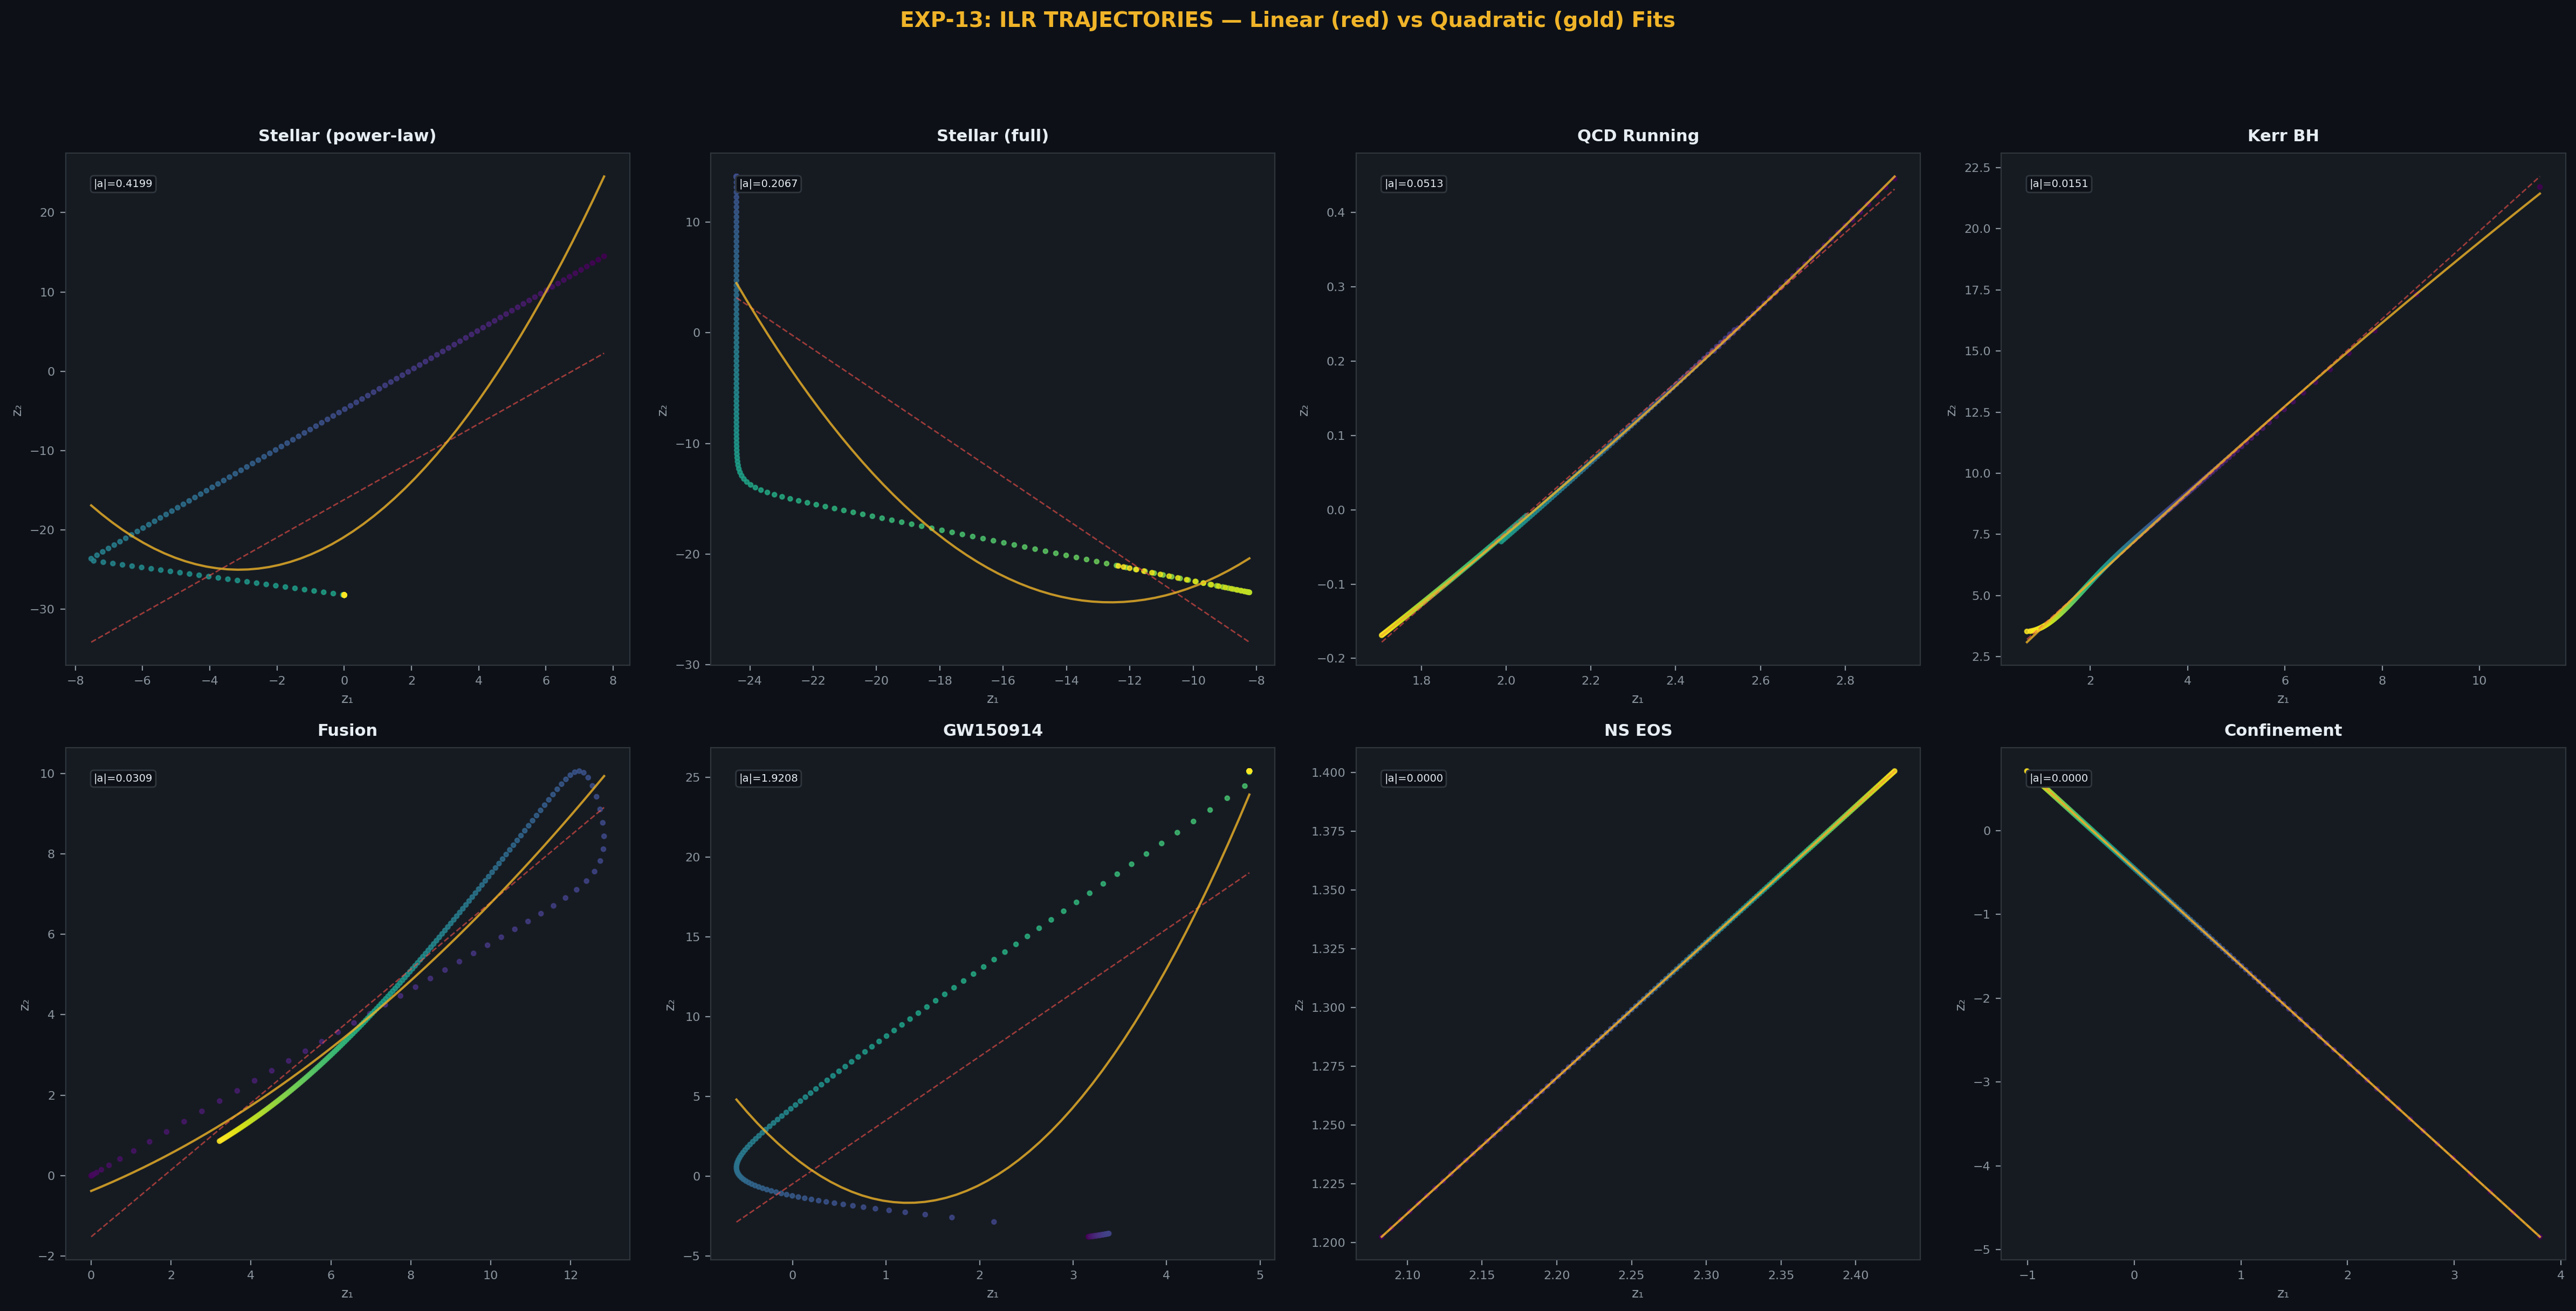 EXP-13: ILR TRAJECTORIES — Linear (red) vs Quadratic (gold) Fits
Stellar (power-law)
|a|=0.4199
20
10
0
−10
−20
−30
z₂
−8 −6 −4 −2 0 2 4 6 8
z₁
Stellar (full)
|a|=0.2067
10
0
−10
−20
−30
z₂
−24 −22 −20 −18 −16 −14 −12 −10 −8
z₁
QCD Running
|a|=0.0513
0.4
0.3
0.2
0.1
0.0
−0.1
−0.2
z₂
1.8 2.0 2.2 2.4 2.6 2.8
z₁
Kerr BH
|a|=0.0151
22.5
20.0
17.5
15.0
12.5
10.0
7.5
5.0
2.5
z₂
2 4 6 8 10
z₁
Fusion
|a|=0.0309
10
8
6
4
2
0
−2
z₂
0 2 4 6 8 10 12
z₁
GW150914
|a|=1.9208
25
20
15
10
5
0
−5
z₂
0 1 2 3 4 5
z₁
NS EOS
|a|=0.0000
1.400
1.375
1.350
1.325
1.300
1.275
1.250
1.225
1.200
z₂
2.10 2.15 2.20 2.25 2.30 2.35 2.40
z₁
Confinement
|a|=0.0000
0
−1
−2
−3
−4
−5
z₂
−1 0 1 2 3 4
z₁